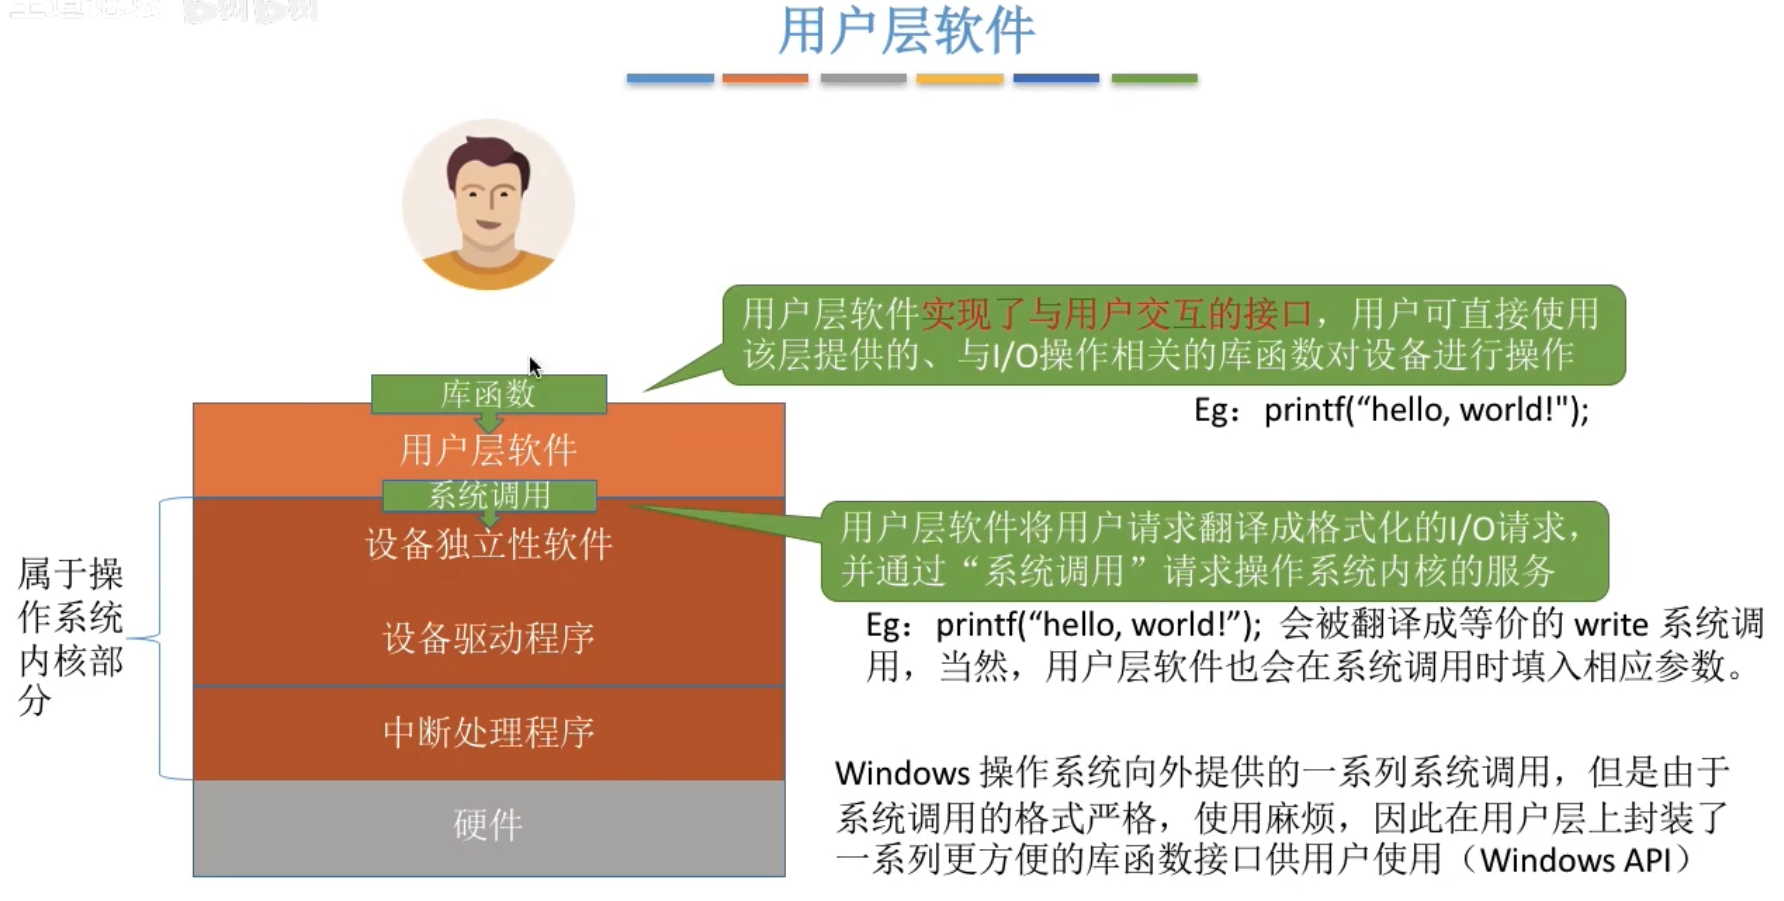 用户层软件
用户层软件实现了与用户交互的接口，用户可直接使用
该层提供的、与I/O操作相关的库函数对设备进行操作
库函数
Eg：printf(“hello, world!");
用户层软件
系统调用
用户层软件将用户请求翻译成格式化的I/O请求，
并通过“系统调用”请求操作系统内核的服务
设备独立性软件
属于操
作系统
内核部
分
Eg：printf(“hello, world!”); 会被翻译成等价的 write 系统调
用，当然，用户层软件也会在系统调用时填入相应参数。
设备驱动程序
中断处理程序
Windows 操作系统向外提供的一系列系统调用，但是由于
系统调用的格式严格，使用麻烦，因此在用户层上封装了
一系列更方便的库函数接口供用户使用（Windows API）
硬件